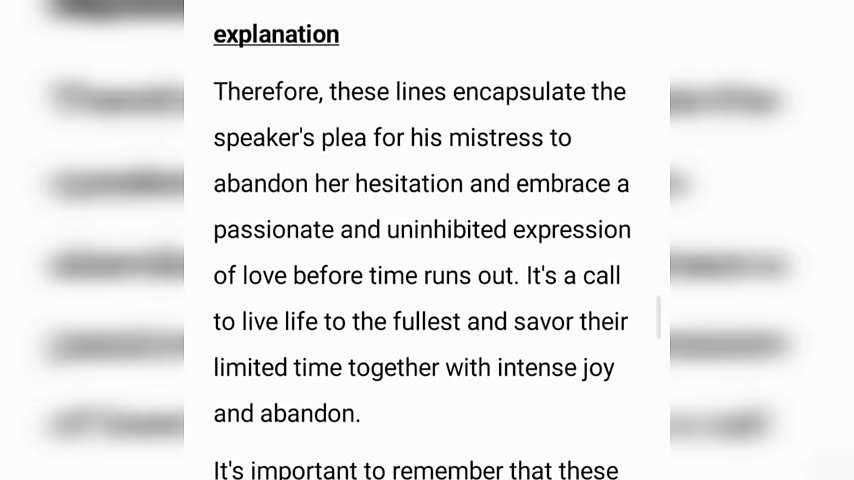 explanation
Therefore, these lines encapsulate the
speaker's plea for his mistress to
abandon her hesitation and embrace a
passionate and uninhibited expression
of love before time runs out. It's a call
to live life to the fullest and savor their
limited time together with intense joy
and abandon.
It's important to remember that these